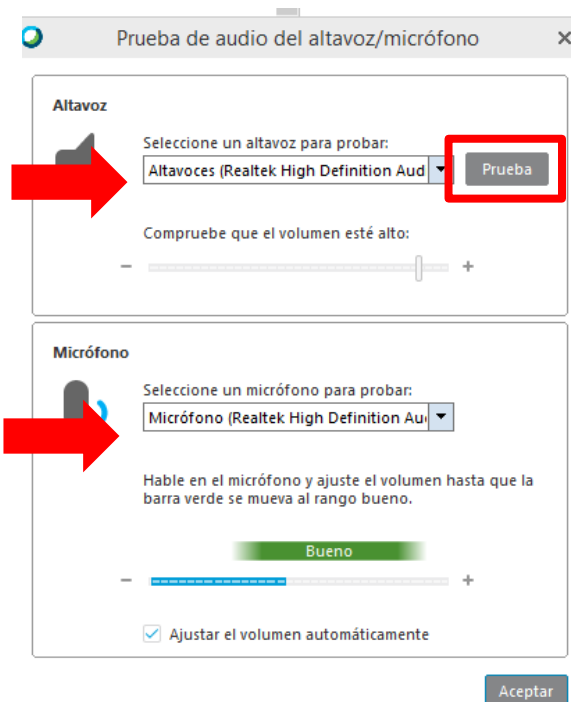 Prueba de audio del altavoz/micrófono
Altavoz
Seleccione un altavoz para probar:
Altavoces (Realtek High Definition Aud
Prueba
Compruebe que el volumen esté alto:
Micrófono
Seleccione un micrófono para probar:
Micrófono (Realtek High Definition Au
Hable en el micrófono y ajuste el volumen hasta que la
barra verde se mueva al rango bueno.
Bueno
Ajustar el volumen automáticamente
Aceptar